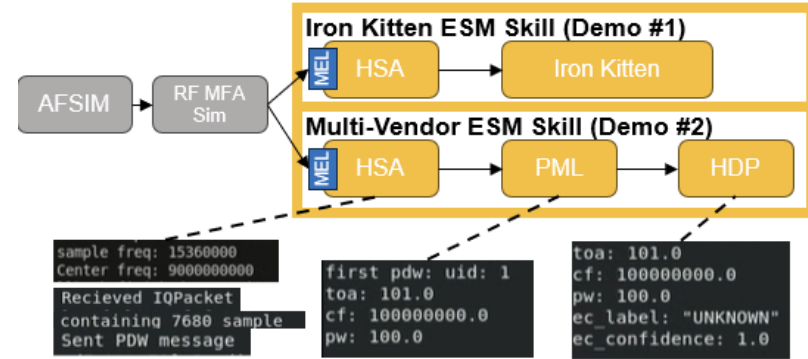 Iron Kitten ESM Skill (Demo #1)
MEL
HSA
Iron Kitten
AFSIM
RF MFA
Sim
Multi-Vendor ESM Skill (Demo #2)
MEL
HSA
PML
HDP
sample freq: 15360000
Center freq: 9000000000
Recieved IQPacket
containing 7680 sample
Sent PDW message
first pdw: uid: 1
toa: 101.0
cf: 100000000.0
pw: 100.0
toa: 101.0
cf: 100000000.0
pw: 100.0
ec_label: "UNKNOWN"
ec_confidence: 1.0